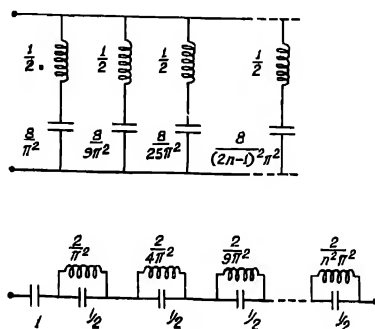 1/2 1/2 1/2 1/2
8/π² 8/9π² 8/25π² 8/(2n-1)²π²
2/π² 2/4π² 2/9π² 2/n²π²
1 1/2 1/2 1/2 1/2